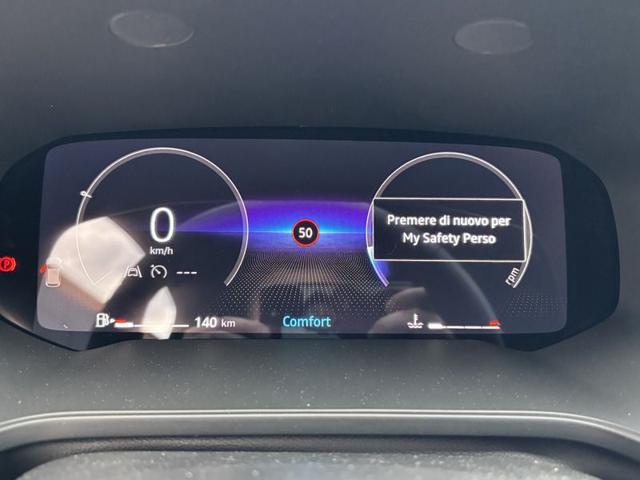 0
km/h
50
Premere di nuovo per
My Safety Perso
---
rpm
140 km
Comfort
P